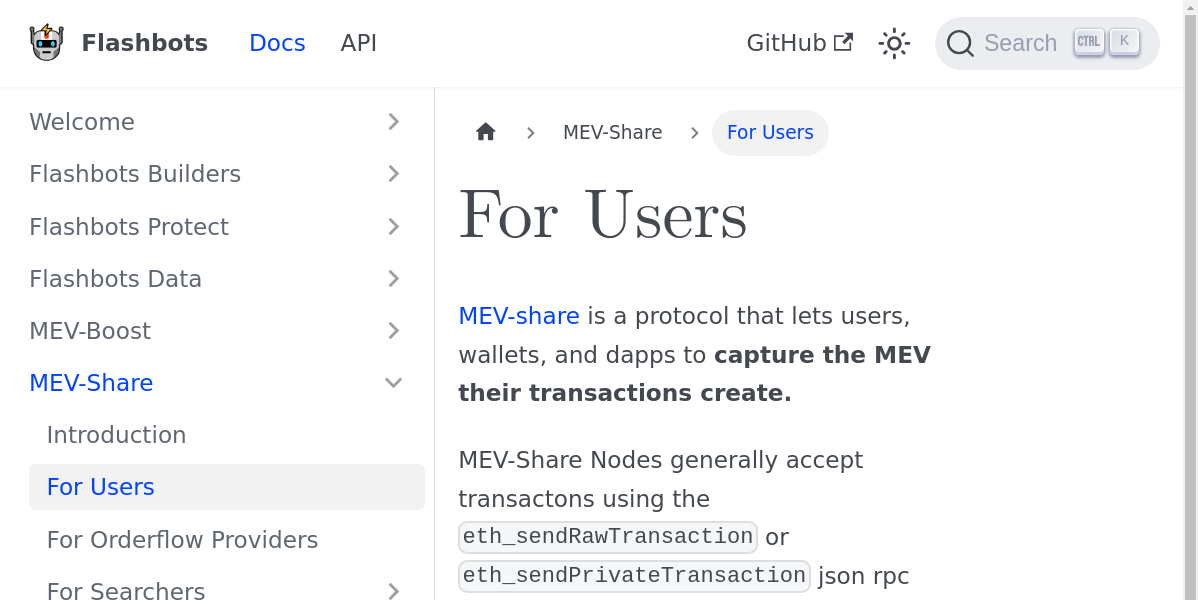 Flashbots Docs API GitHub Search CTRL K
Welcome
Flashbots Builders
Flashbots Protect
Flashbots Data
MEV-Boost
MEV-Share
Introduction
For Users
For Orderflow Providers
For Searchers
MEV-Share For Users
For Users
MEV-share is a protocol that lets users,
wallets, and dapps to capture the MEV
their transactions create.
MEV-Share Nodes generally accept
transactons using the
eth_sendRawTransaction or
eth_sendPrivateTransaction json rpc